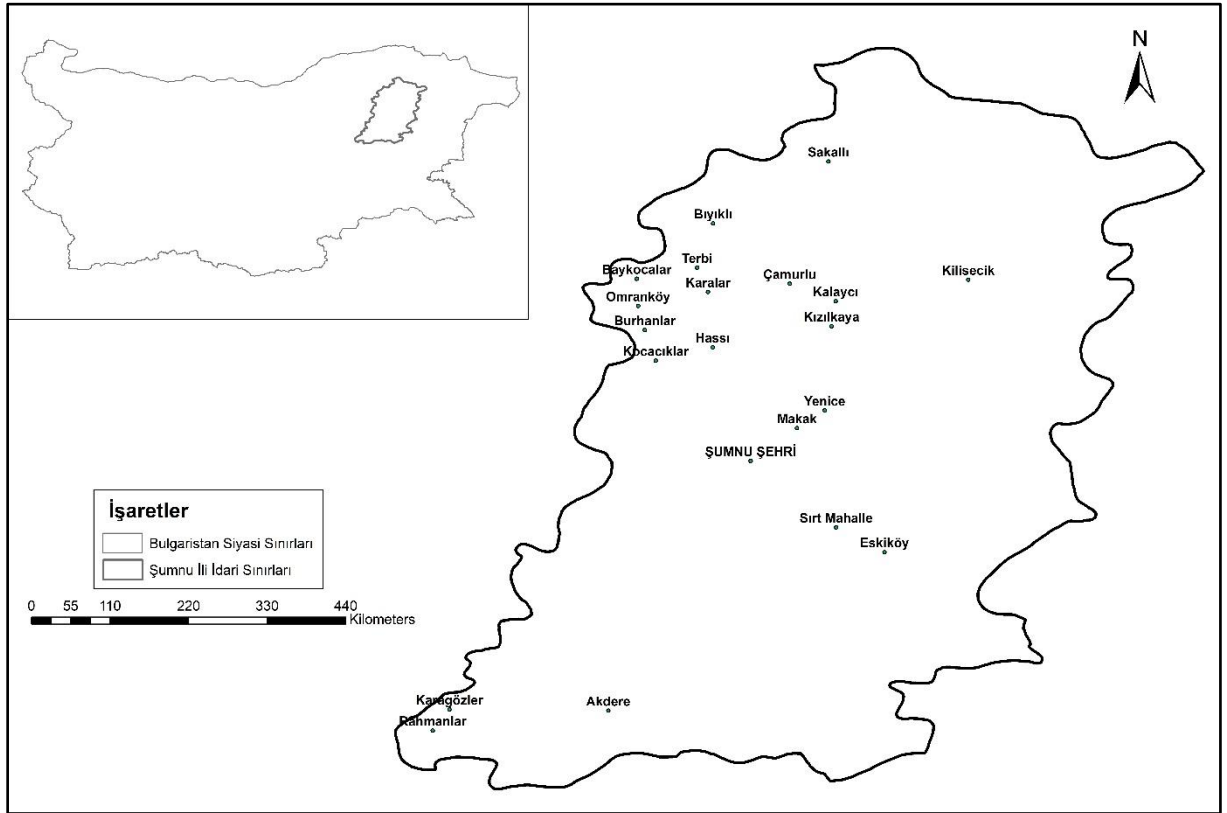 N
Sakallı
Bıyıklı
Terbi
Baykocalar
Karalar
Çamurlu
Kilisecik
Omranköy
Kalaycı
Burhanlar
Kızılkaya
Hassı
Kocacıklar
Yenice
Makak
ŞUMNU ŞEHRİ
Sırt Mahalle
Eskiköy
Karagözler
Akdere
Rahmanlar
İşaretler
Bulgaristan Siyasi Sınırları
Şumnu İli İdari Sınırları
0 55 110 220 330 440
Kilometers